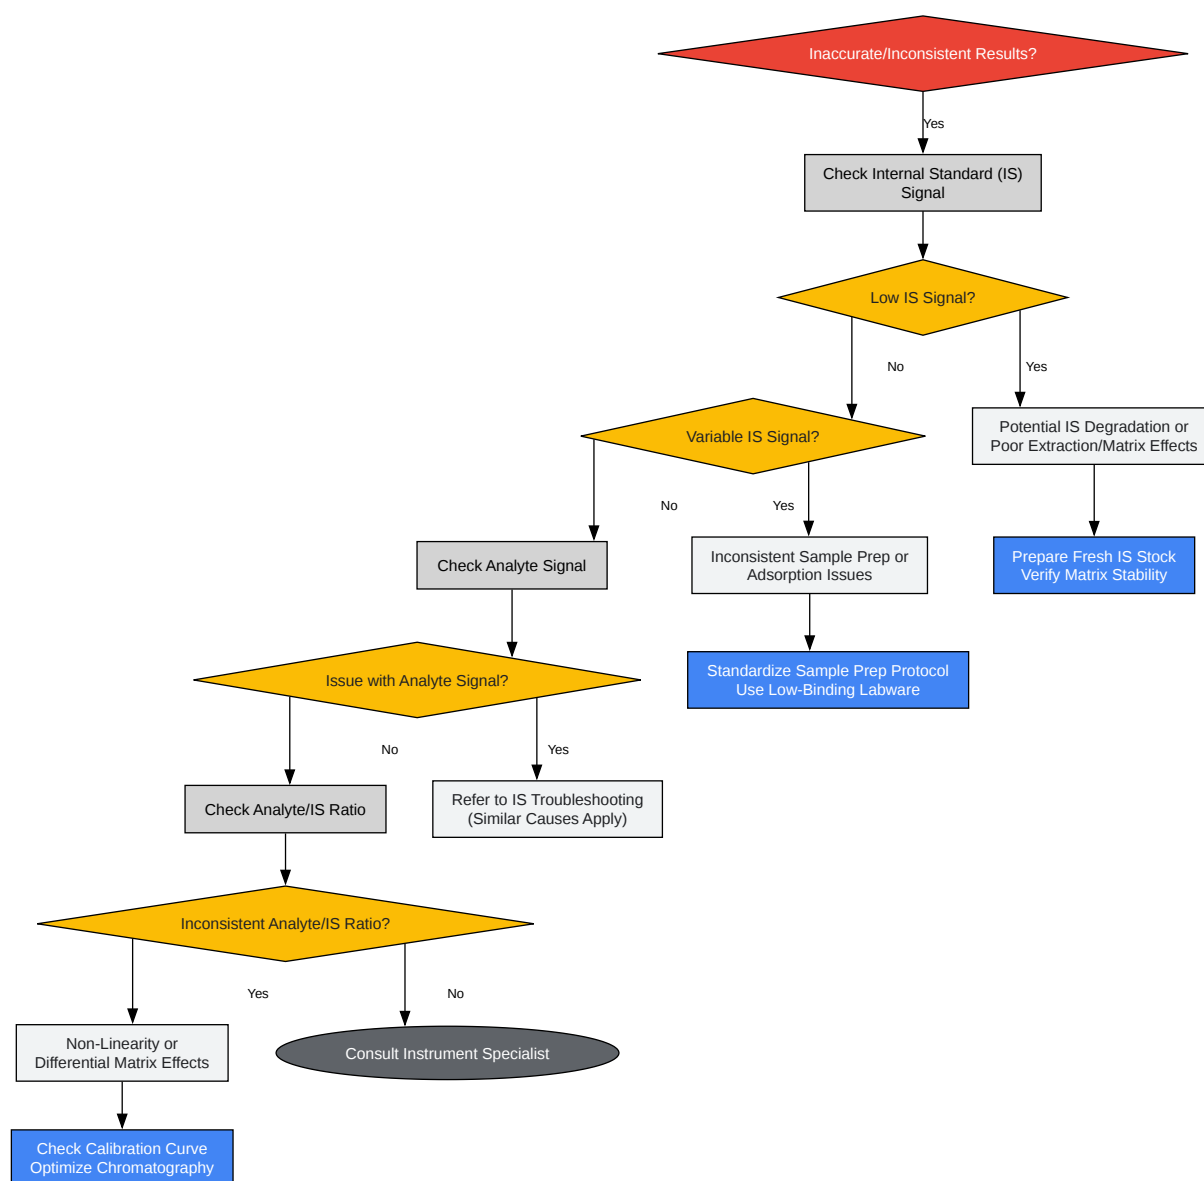 Inaccurate/Inconsistent Results?
Yes
Check Internal Standard (IS)
Signal
Low IS Signal?
No
Yes
Variable IS Signal?
Potential IS Degradation or
Poor Extraction/Matrix Effects
No
Yes
Check Analyte Signal
Inconsistent Sample Prep or
Adsorption Issues
Prepare Fresh IS Stock
Verify Matrix Stability
Issue with Analyte Signal?
Standardize Sample Prep Protocol
Use Low-Binding Labware
No
Yes
Check Analyte/IS Ratio
Refer to IS Troubleshooting
(Similar Causes Apply)
Inconsistent Analyte/IS Ratio?
Yes
No
Non-Linearity or
Differential Matrix Effects
Consult Instrument Specialist
Check Calibration Curve
Optimize Chromatography